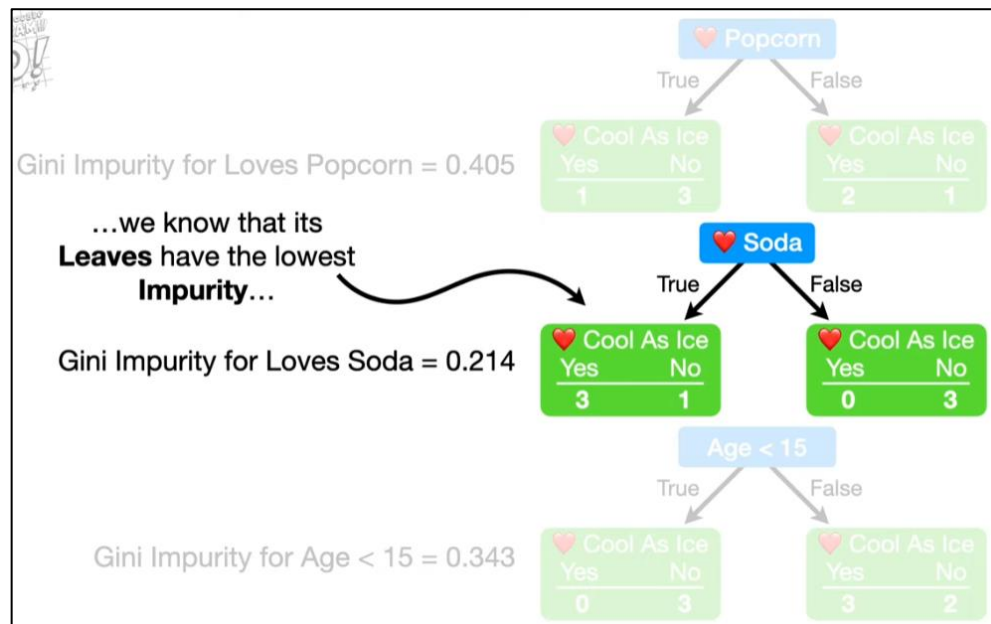 ❤️ Popcorn
True False
❤️ Cool As Ice ❤️ Cool As Ice
Yes No Yes No
1 3 2 1
Gini Impurity for Loves Popcorn = 0.405
…we know that its
Leaves have the lowest
Impurity…
❤️ Soda
True False
❤️ Cool As Ice ❤️ Cool As Ice
Yes No Yes No
3 1 0 3
Gini Impurity for Loves Soda = 0.214
Age < 15
True False
❤️ Cool As Ice ❤️ Cool As Ice
Yes No Yes No
0 3 3 2
Gini Impurity for Age < 15 = 0.343